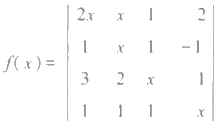 f(x) = | 2x x 1 2 |
| 1 x 1 -1 |
| 3 2 x 1 |
| 1 1 1 x |